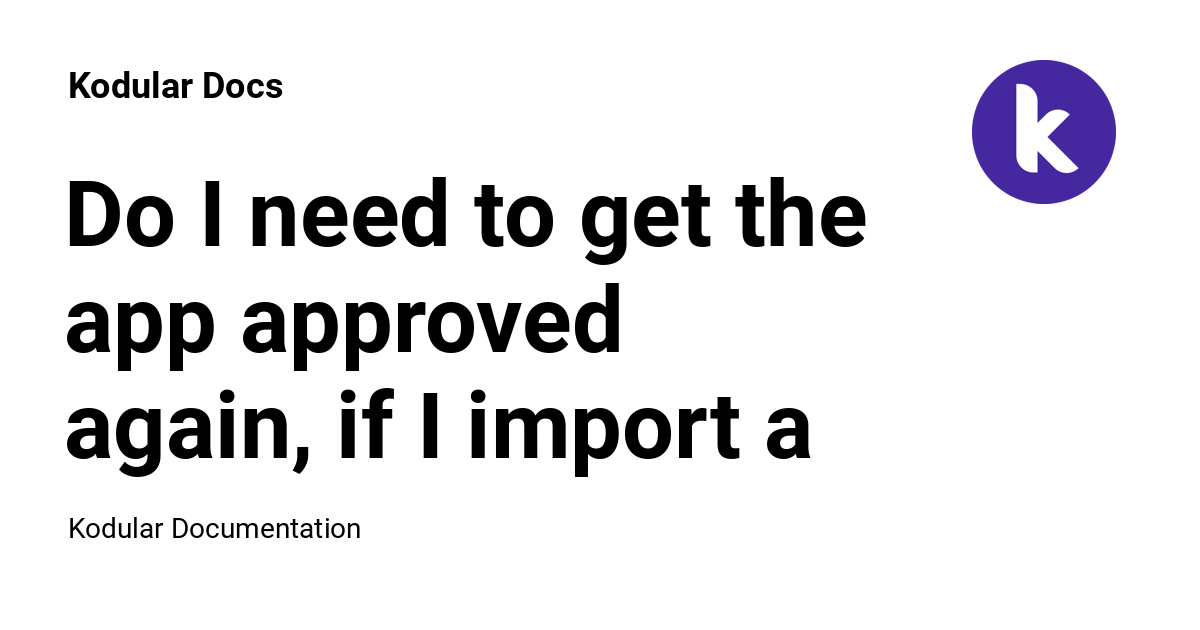 Kodular Docs
Do I need to get the
app approved
again, if I import a
Kodular Documentation